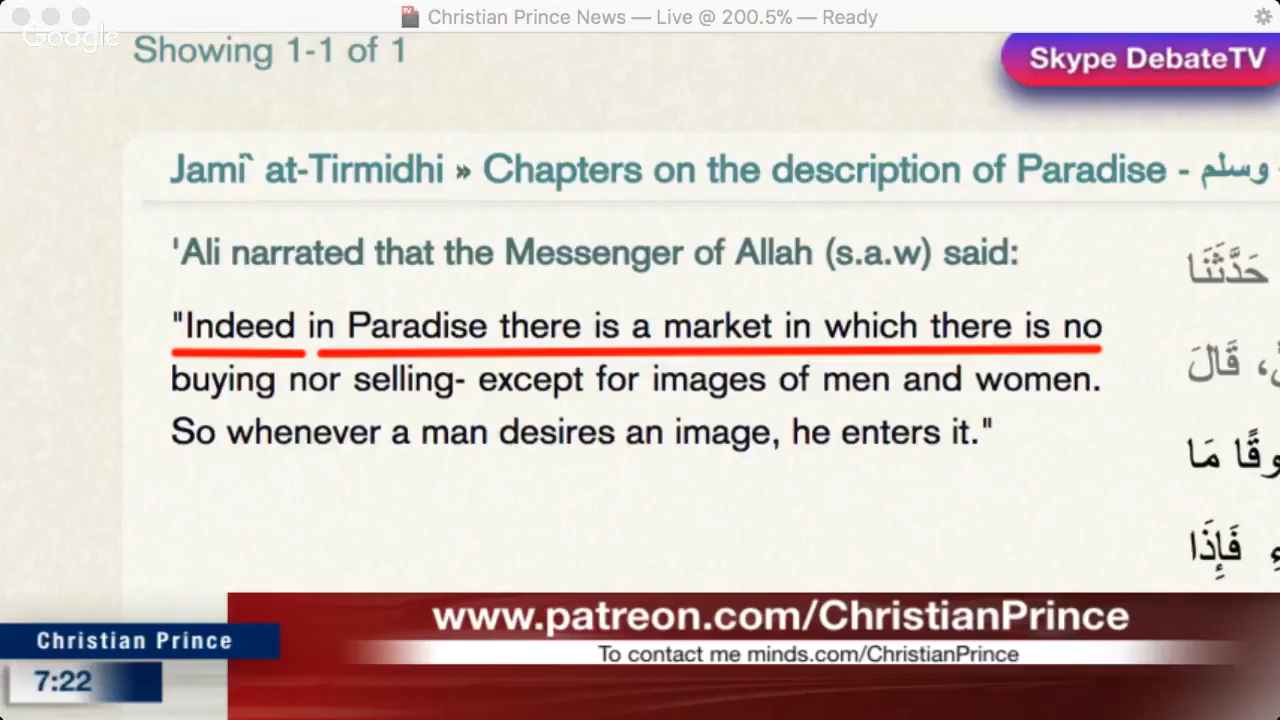 Christian Prince News — Live @ 200.5% — Ready
Google
Showing 1-1 of 1
Skype DebateTV
Jami` at-Tirmidhi » Chapters on the description of Paradise - وسلم
'Ali narrated that the Messenger of Allah (s.a.w) said:
حَدَّثَنَا
"Indeed in Paradise there is a market in which there is no
buying nor selling- except for images of men and women.
، قَالَ
So whenever a man desires an image, he enters it."
وقًا مَا
فَإِذَا
www.patreon.com/ChristianPrince
Christian Prince
To contact me minds.com/ChristianPrince
7:22